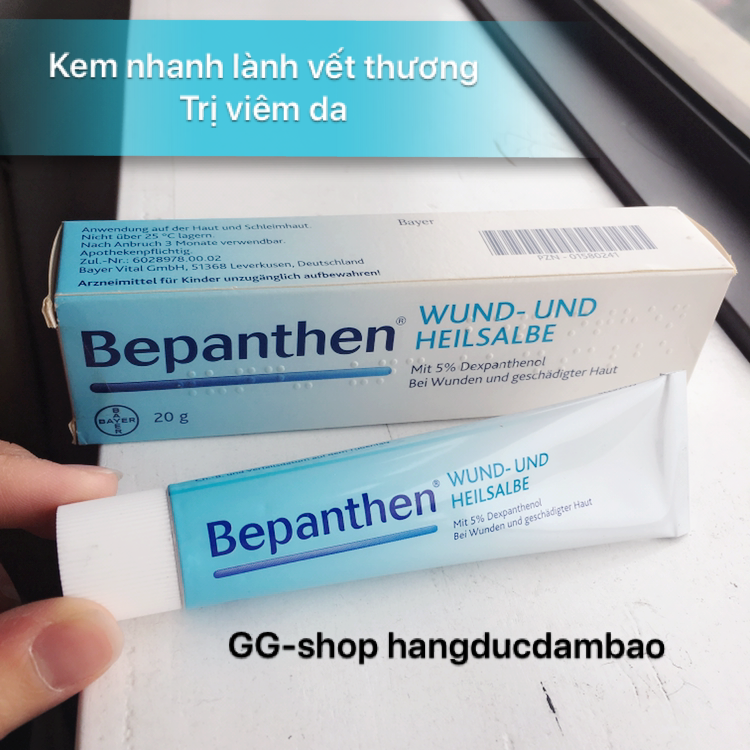 Kem nhanh lành vết thương
Trị viêm da
Anwendung auf der Haut und Schleimhaut.
Nicht über 25 °C lagern.
Nach Anbruch 3 Monate verwendbar.
Apothekenpflichtig.
Zul.-Nr.: 6028978.00.02
Bayer Vital GmbH, 51368 Leverkusen, Deutschland
Arzneimittel für Kinder unzugänglich aufbewahren!
Bayer
PZN - 01580241
Bepanthen®
WUND- UND
HEILSALBE
Mit 5% Dexpanthenol
Bei Wunden und geschädigter Haut
BAYER
BAYER
20 g
Bepanthen®
WUND- UND
HEILSALBE
Mit 5% Dexpanthenol
Bei Wunden und geschädigter Haut
GG-shop hangducdambao